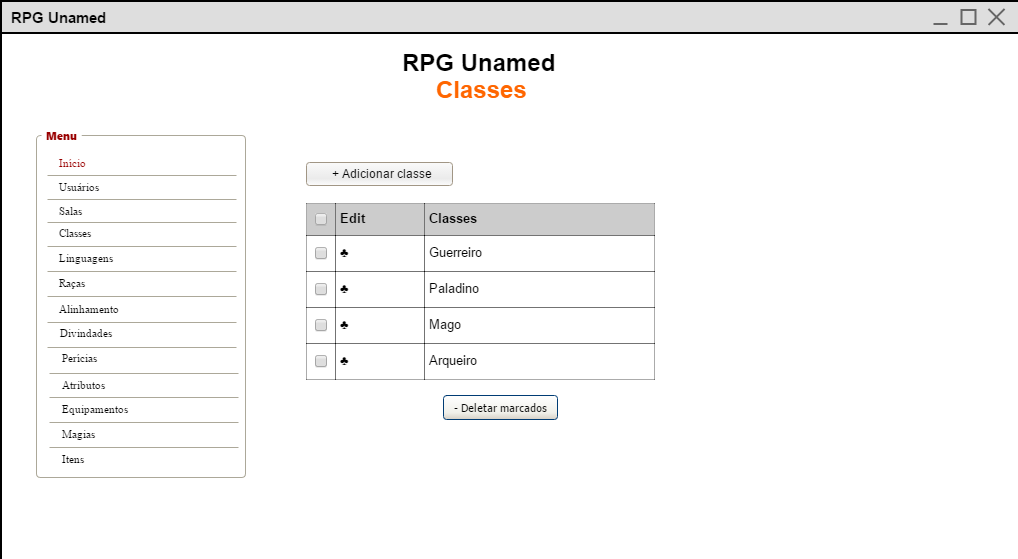 RPG Unamed
RPG Unamed
Classes
Menu
Inicio
Usuários
Salas
Classes
Linguagens
Raças
Alinhamento
Divindades
Perícias
Atributos
Equipamentos
Magias
Itens
+ Adicionar classe
Edit Classes
♣ Guerreiro
♣ Paladino
♣ Mago
♣ Arqueiro
- Deletar marcados